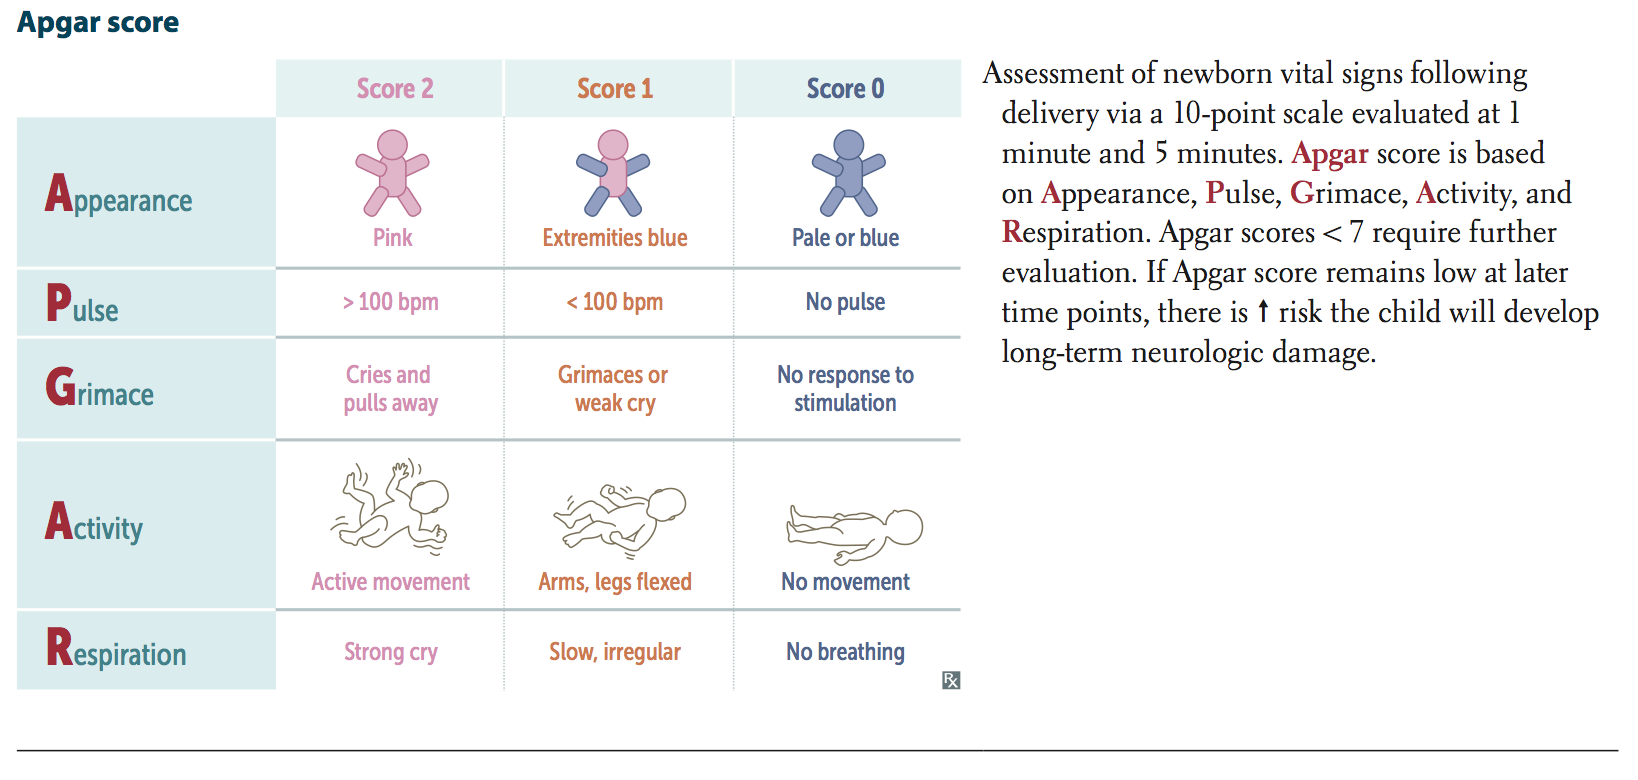 Apgar score
Score 2 Score 1 Score 0
Appearance
Pink Extremities blue Pale or blue
Pulse > 100 bpm < 100 bpm No pulse
Grimace
Cries and Grimaces or No response to
pulls away weak cry stimulation
Activity
Active movement Arms, legs flexed No movement
Respiration Strong cry Slow, irregular No breathing
Rx
Assessment of newborn vital signs following
delivery via a 10-point scale evaluated at 1
minute and 5 minutes. Apgar score is based
on Appearance, Pulse, Grimace, Activity, and
Respiration. Apgar scores < 7 require further
evaluation. If Apgar score remains low at later
time points, there is ↑ risk the child will develop
long-term neurologic damage.